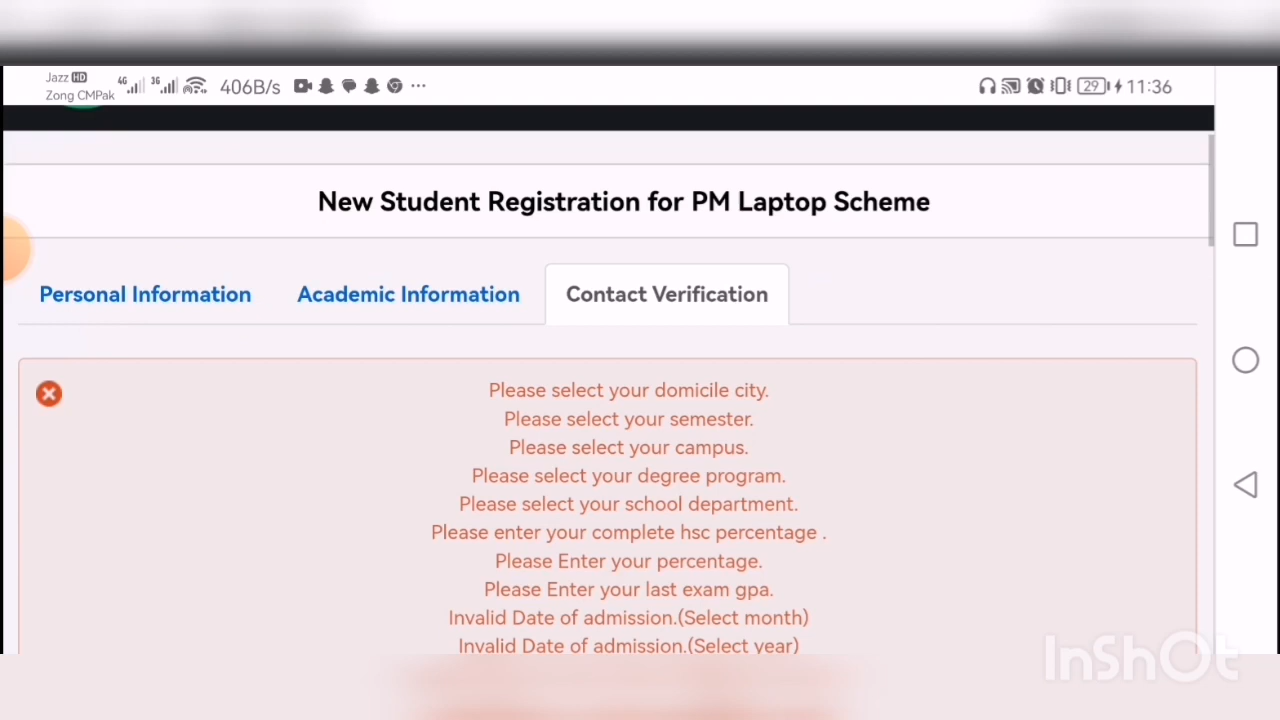 Jazz HD
Zong CMPak
4G 3G 406B/s ... 29 11:36
New Student Registration for PM Laptop Scheme
Personal Information Academic Information Contact Verification
Please select your domicile city.
Please select your semester.
Please select your campus.
Please select your degree program.
Please select your school department.
Please enter your complete hsc percentage .
Please Enter your percentage.
Please Enter your last exam gpa.
Invalid Date of admission.(Select month)
Invalid Date of admission.(Select year)
InShOt